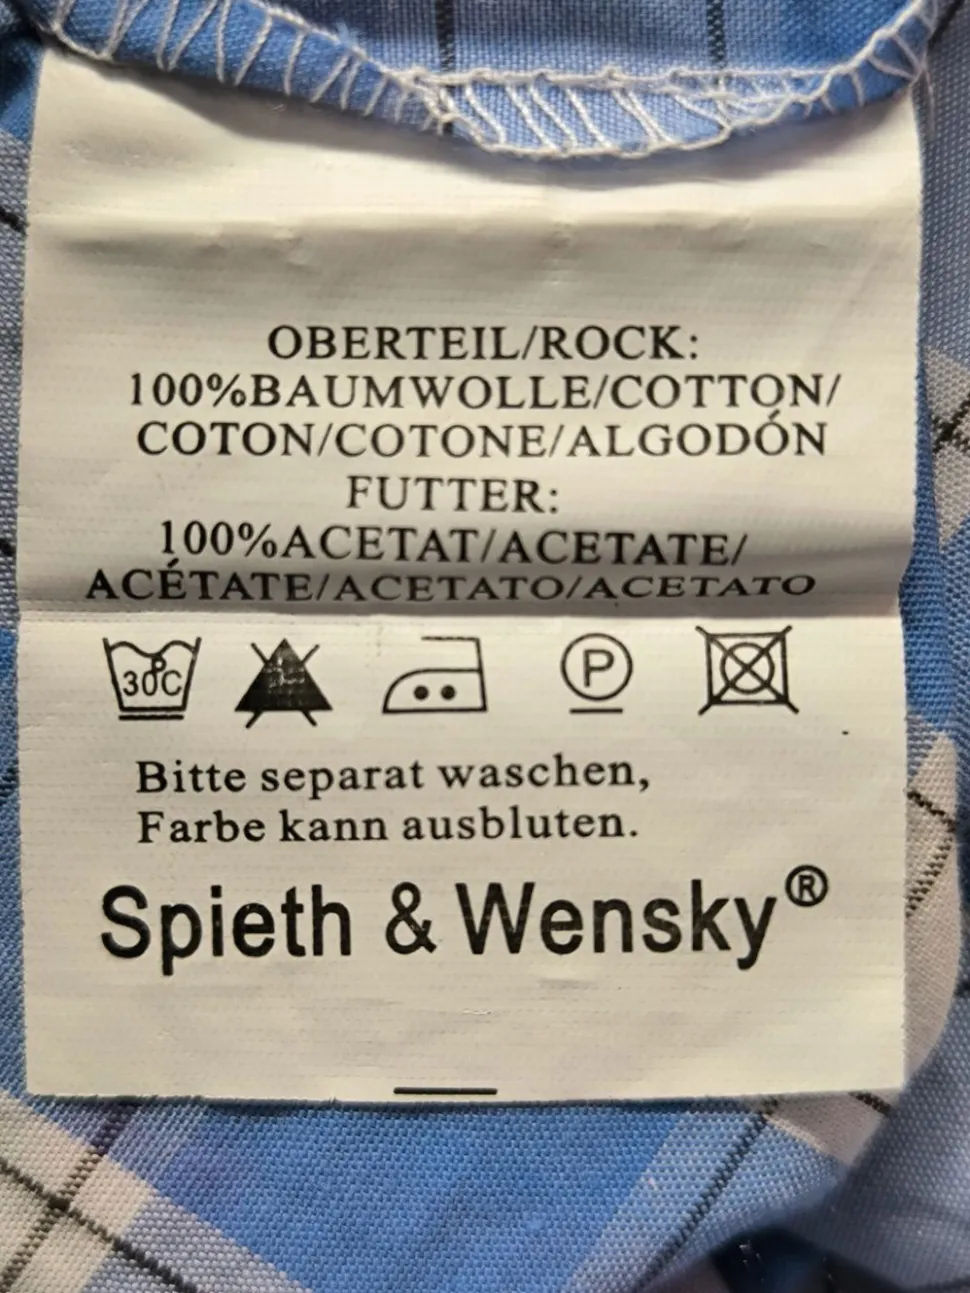 OBERTEIL/ROCK:
100%BAUMWOLLE/COTTON/
COTON/COTONE/ALGODÓN
FUTTER:
100%ACETAT/ACETATE/
ACÉTATE/ACETATO/ACETATO
30°C P
Bitte separat waschen,
Farbe kann ausbluten.
Spieth & Wensky®